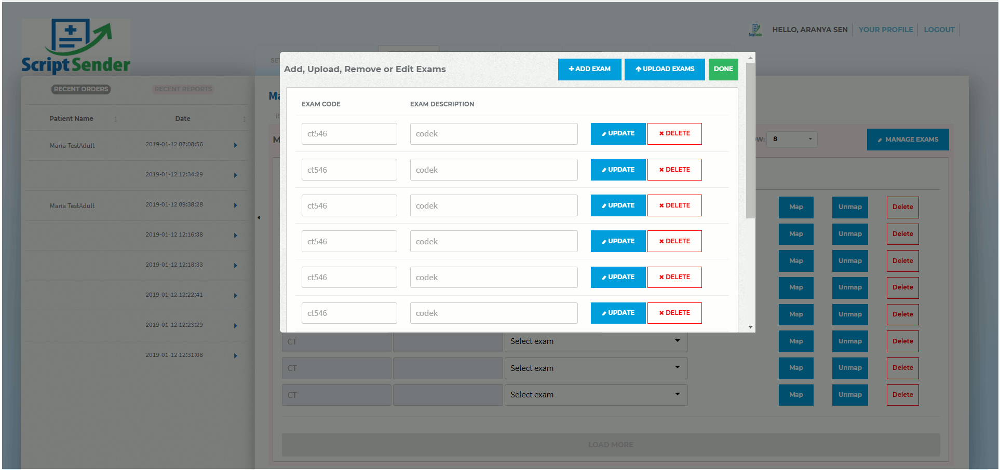 ScriptSender
HELLO, ARANYA SEN
YOUR PROFILE
LOGOUT
RECENT ORDERS
RECENT REPORTS
Patient Name
Date
Maria TestAdult
2019-01-12 07:08:56
2019-01-12 12:34:29
Maria TestAdult
2019-01-12 09:38:28
2019-01-12 12:16:38
2019-01-12 12:18:33
2019-01-12 12:22:41
2019-01-12 12:23:29
2019-01-12 12:31:08
Add, Upload, Remove or Edit Exams
ADD EXAM
UPLOAD EXAMS
DONE
EXAM CODE
EXAM DESCRIPTION
ct546
codek
UPDATE
DELETE
ct546
codek
UPDATE
DELETE
ct546
codek
UPDATE
DELETE
ct546
codek
UPDATE
DELETE
ct546
codek
UPDATE
DELETE
ct546
codek
UPDATE
DELETE
8
MANAGE EXAMS
Map
Unmap
Delete
Map
Unmap
Delete
Map
Unmap
Delete
Map
Unmap
Delete
Map
Unmap
Delete
CT
Select exam
Map
Unmap
Delete
CT
Select exam
Map
Unmap
Delete
CT
Select exam
Map
Unmap
Delete
LOAD MORE